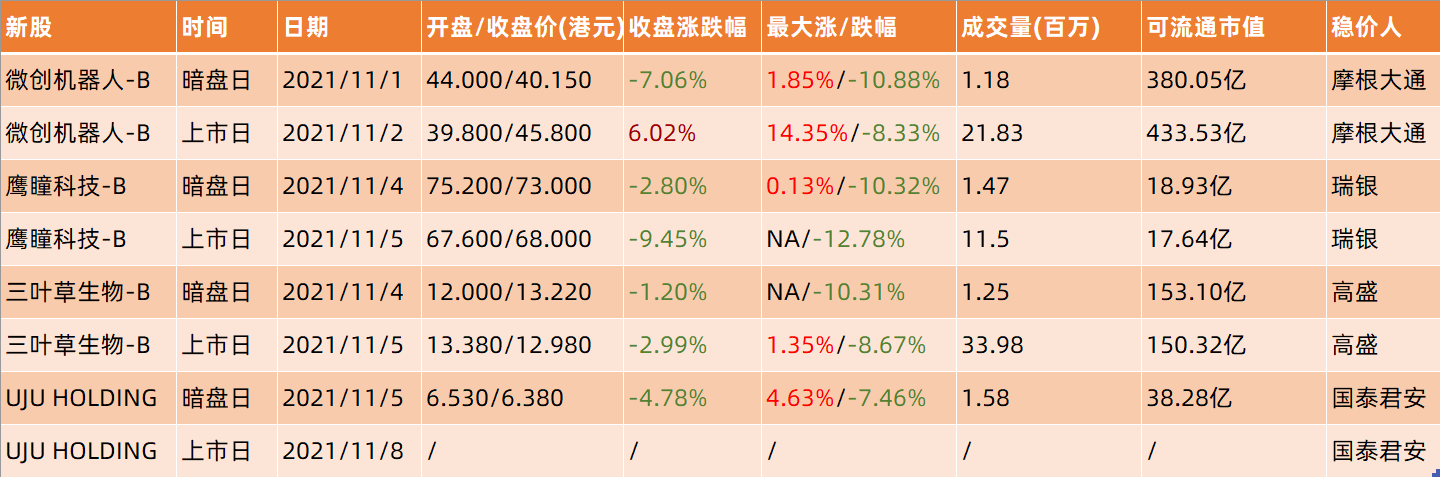 新股 时间 日期 开盘/收盘价(港元) 收盘涨跌幅 最大涨/跌幅 成交量(百万) 可流通市值 稳价人
微创机器人-B 暗盘日 2021/11/1 44.000/40.150 -7.06% 1.85%/-10.88% 1.18 380.05亿 摩根大通
微创机器人-B 上市日 2021/11/2 39.800/45.800 6.02% 14.35%/-8.33% 21.83 433.53亿 摩根大通
鹰瞳科技-B 暗盘日 2021/11/4 75.200/73.000 -2.80% 0.13%/-10.32% 1.47 18.93亿 瑞银
鹰瞳科技-B 上市日 2021/11/5 67.600/68.000 -9.45% NA/-12.78% 11.5 17.64亿 瑞银
三叶草生物-B 暗盘日 2021/11/4 12.000/13.220 -1.20% NA/-10.31% 1.25 153.10亿 高盛
三叶草生物-B 上市日 2021/11/5 13.380/12.980 -2.99% 1.35%/-8.67% 33.98 150.32亿 高盛
UJU HOLDING 暗盘日 2021/11/5 6.530/6.380 -4.78% 4.63%/-7.46% 1.58 38.28亿 国泰君安
UJU HOLDING 上市日 2021/11/8 / / / / / 国泰君安